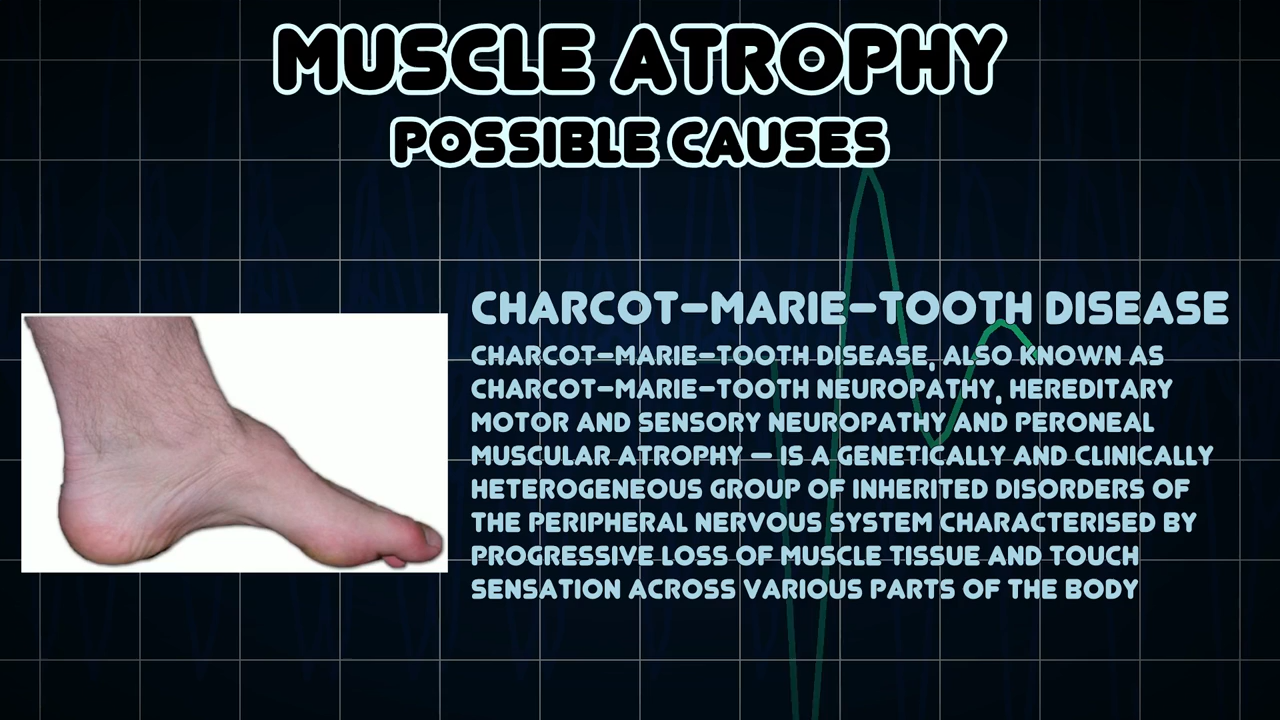 MUSCLE ATROPHY
POSSIBLE CAUSES
CHARCOT-MARIE-TOOTH DISEASE
CHARCOT-MARIE-TOOTH DISEASE, ALSO KNOWN AS
CHARCOT-MARIE-TOOTH NEUROPATHY, HEREDITARY
MOTOR AND SENSORY NEUROPATHY AND PERONEAL
MUSCULAR ATROPHY — IS A GENETICALLY AND CLINICALLY
HETEROGENEOUS GROUP OF INHERITED DISORDERS OF
THE PERIPHERAL NERVOUS SYSTEM CHARACTERISED BY
PROGRESSIVE LOSS OF MUSCLE TISSUE AND TOUCH
SENSATION ACROSS VARIOUS PARTS OF THE BODY